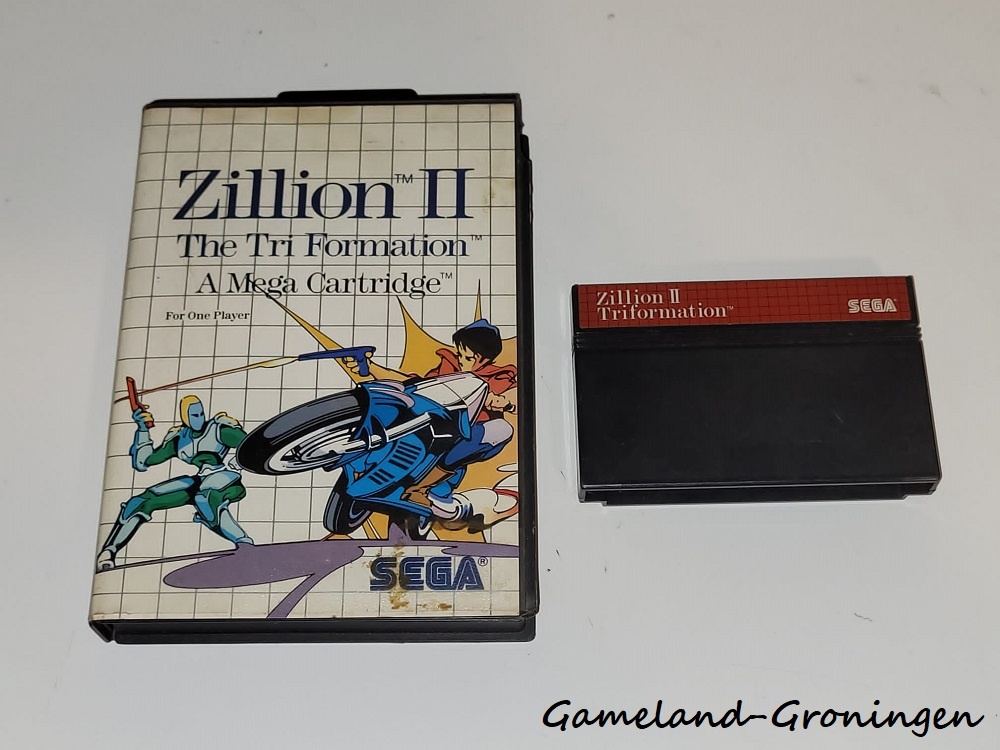 Zillion™ II
The Tri Formation™
A Mega Cartridge™
For One Player
SEGA®
Zillion II
Triformation™
SEGA®
Gameland-Groningen